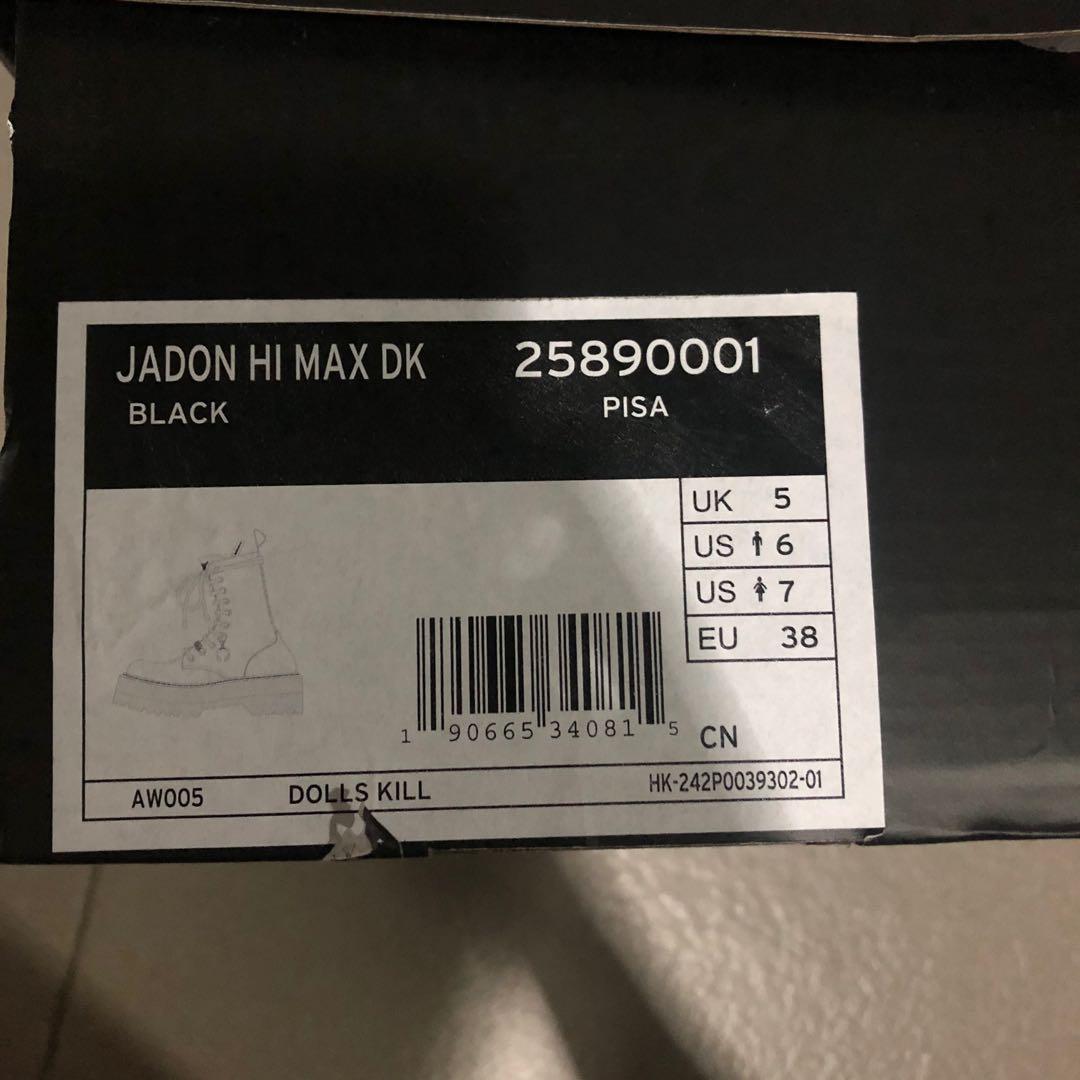 JADON HI MAX DK 25890001
BLACK PISA
UK 5
US 6
US 7
EU 38
1 90665 34081 5
CN
AW005 DOLLS KILL HK-242P0039302-01